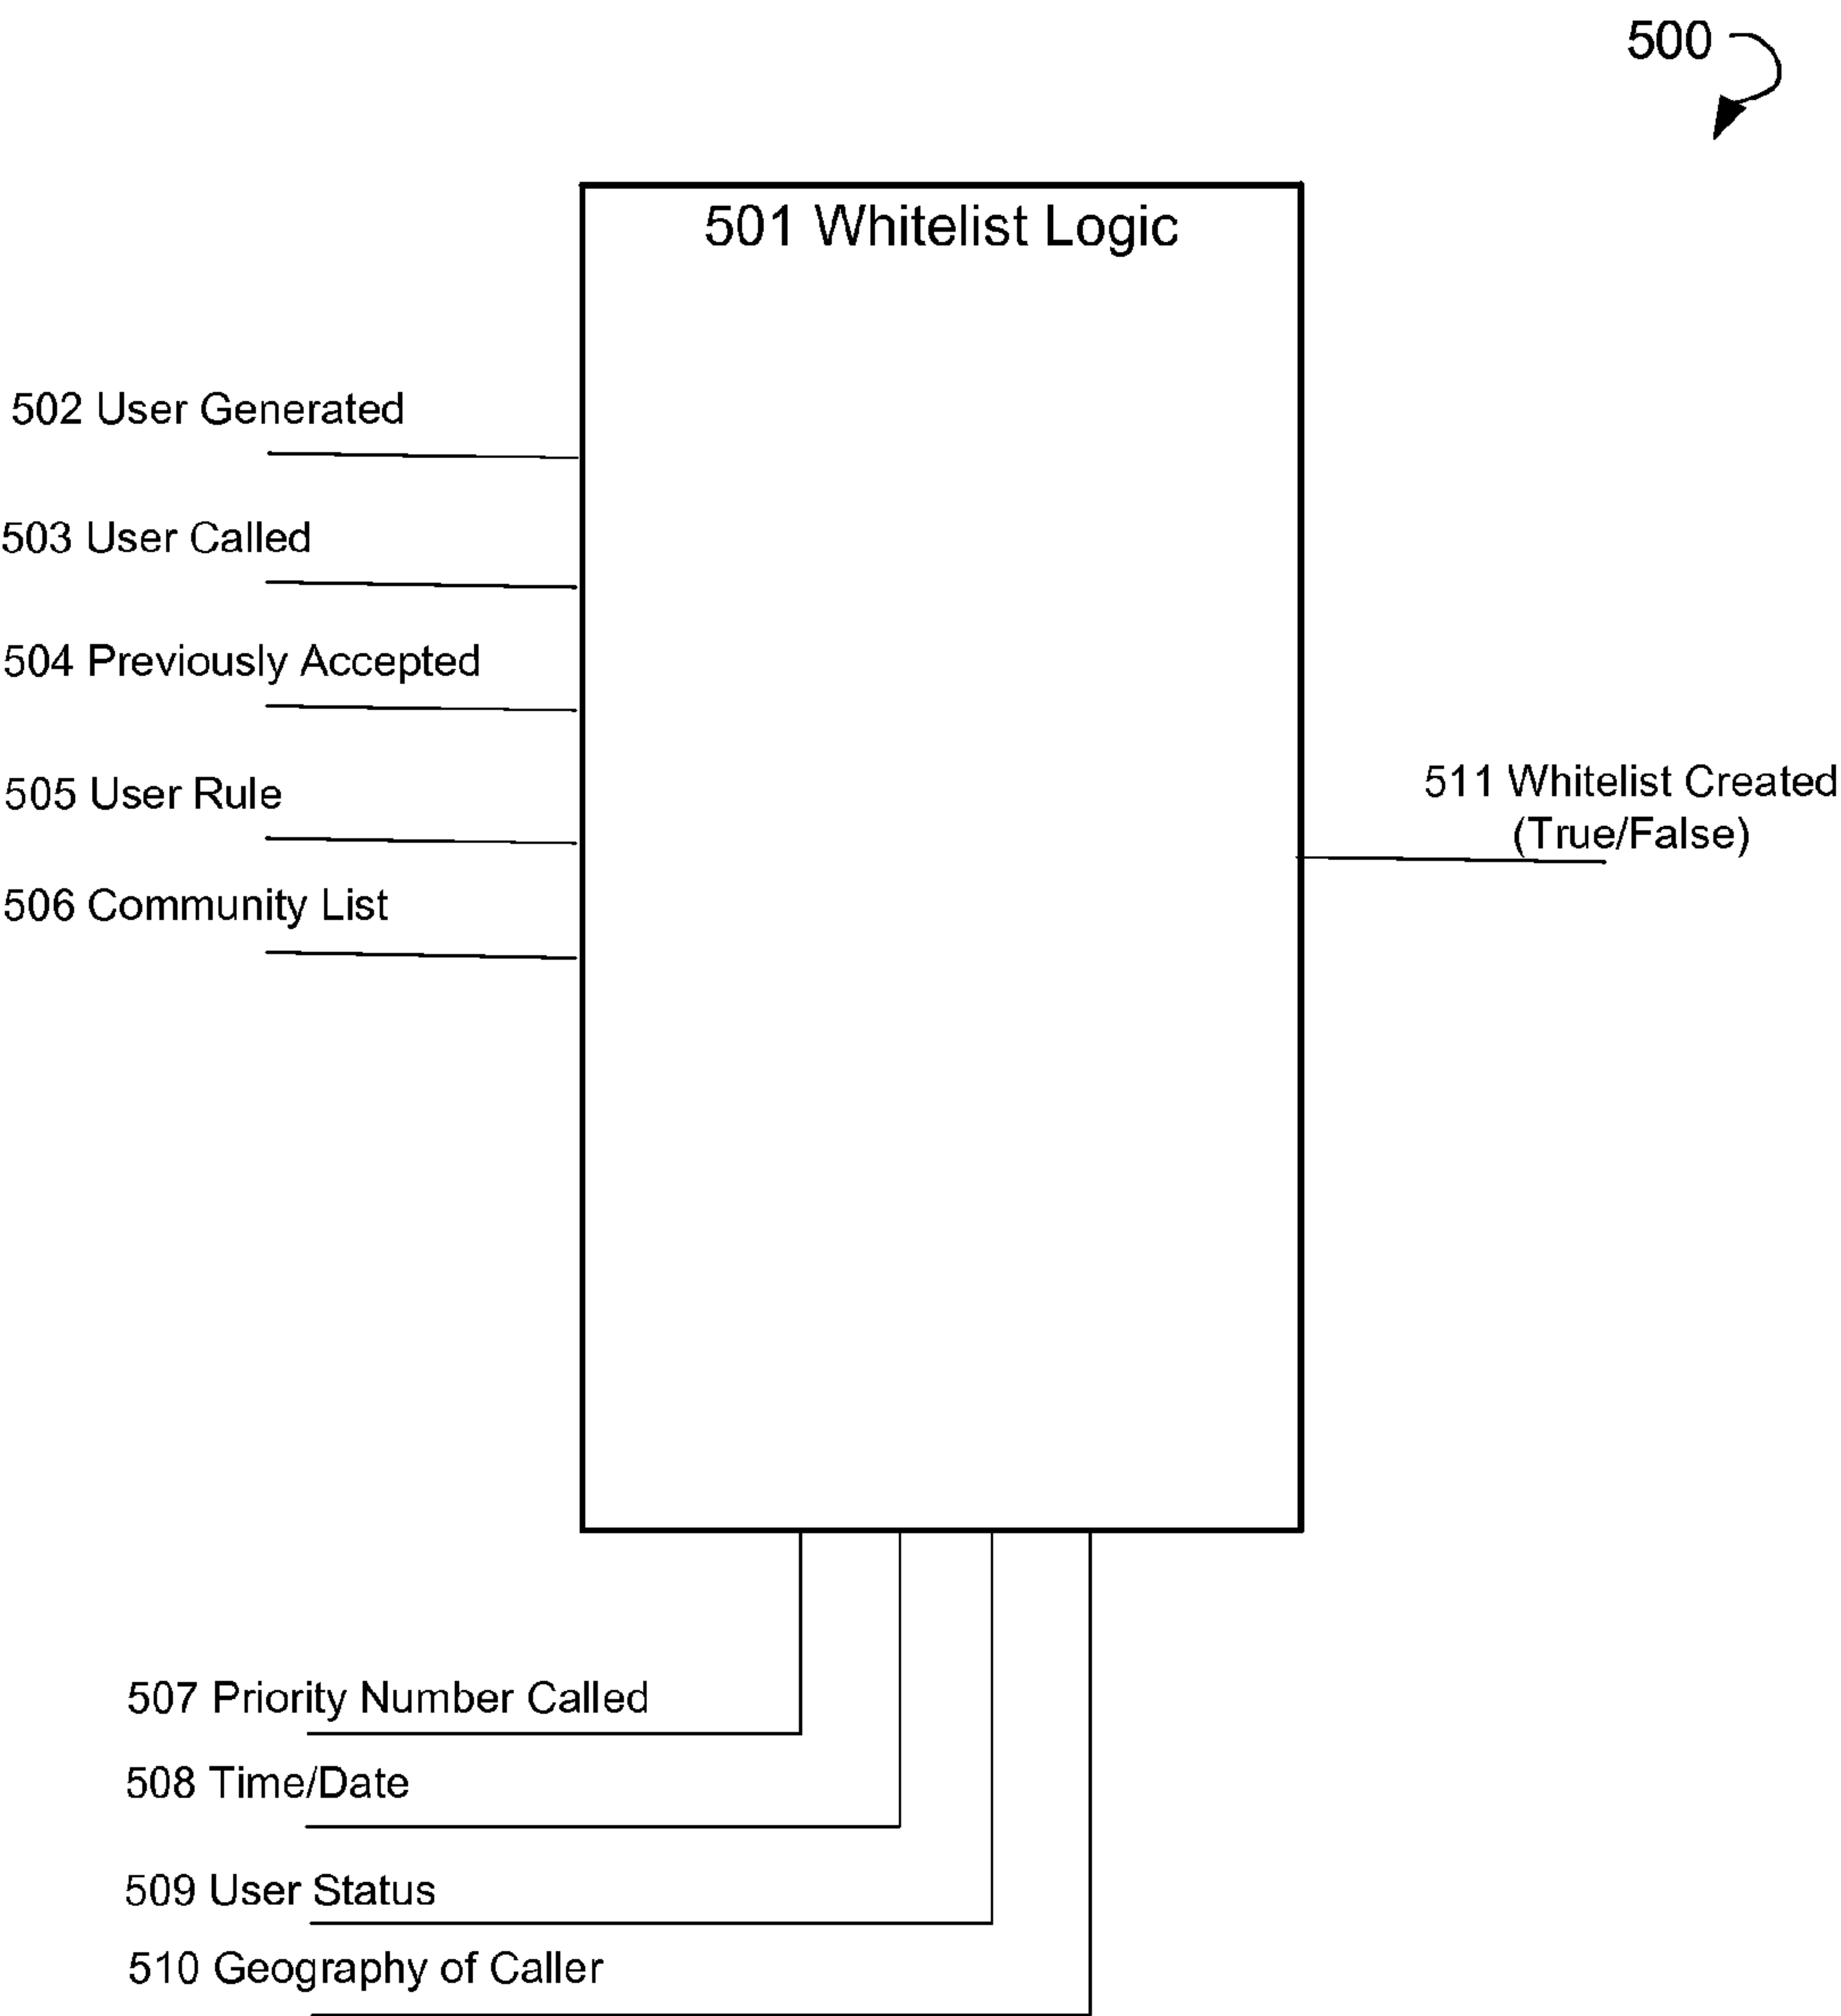 500
501 Whitelist Logic
502 User Generated
503 User Called
504 Previously Accepted
505 User Rule
506 Community List
511 Whitelist Created
(True/False)
507 Priority Number Called
508 Time/Date
509 User Status
510 Geography of Caller